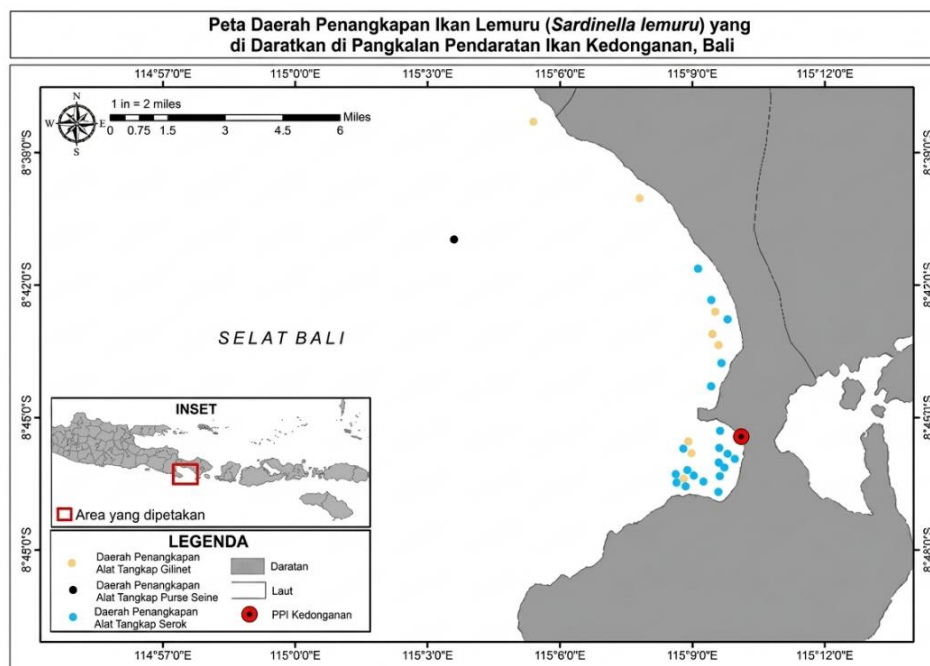 Peta Daerah Penangkapan Ikan Lemuru (Sardinella lemuru) yang
di Daratkan di Pangkalan Pendaratan Ikan Kedonganan, Bali
114°57'0"E 115°0'0"E 115°3'30"E 115°6'0"E 115°9'0"E 115°12'0"E
1 in = 2 miles
Miles
0 0.75 1.5 3 4.5 6
N
W E
S
8°39'0"S 8°39'0"S
8°42'0"S 8°42'0"S
SELAT BALI
8°45'0"S 8°45'0"S
INSET
Area yang dipetakan
LEGENDA
Daerah Penangkapan
Alat Tangkap Gilinet
Daerah Penangkapan
Alat Tangkap Purse Seine
Daerah Penangkapan
Alat Tangkap Serok
Daratan
Laut
PPI Kedonganan
8°45'0"S 8°48'0"S
114°57'0"E 115°0'0"E 115°3'0"E 115°6'0"E 115°9'0"E 115°12'0"E